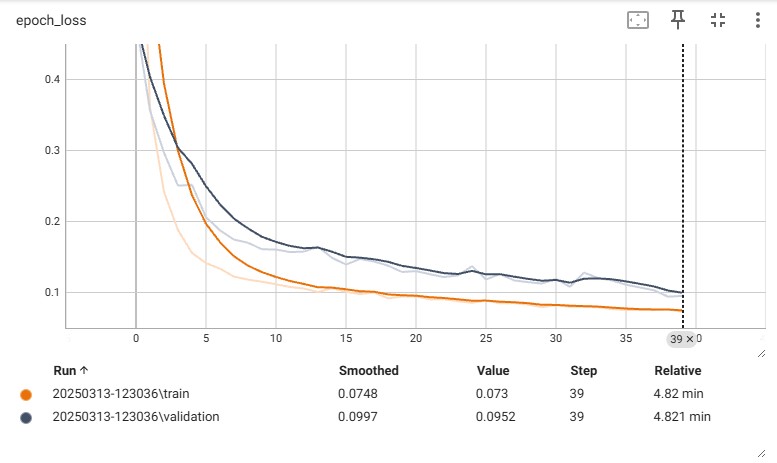 epoch_loss
0.4
0.3
0.2
0.1
0 5 10 15 20 25 30 35 39 × 0
Run ↑ Smoothed Value Step Relative
20250313-123036\train 0.0748 0.073 39 4.82 min
20250313-123036\validation 0.0997 0.0952 39 4.821 min